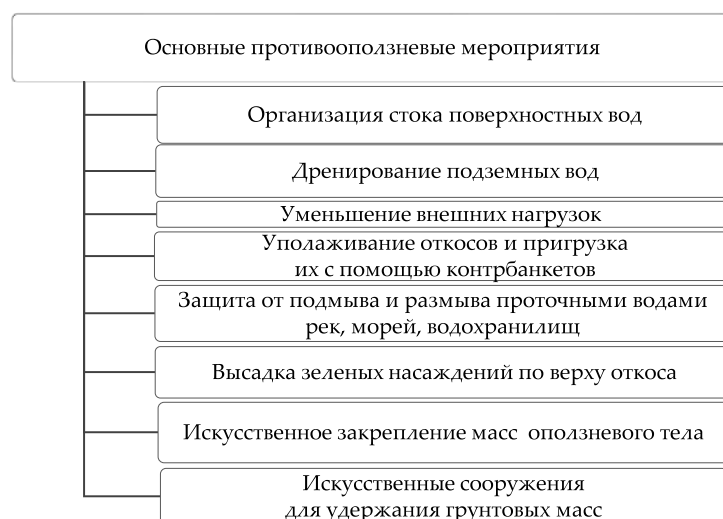 Основные противооползневые мероприятия
Организация стока поверхностных вод
Дренирование подземных вод
Уменьшение внешних нагрузок
Уполаживание откосов и пригрузка
их с помощью контрбанкетов
Защита от подмыва и размыва проточными водами
рек, морей, водохранилищ
Высадка зеленых насаждений по верху откоса
Искусственное закрепление масс оползневого тела
Искусственные сооружения
для удержания грунтовых масс